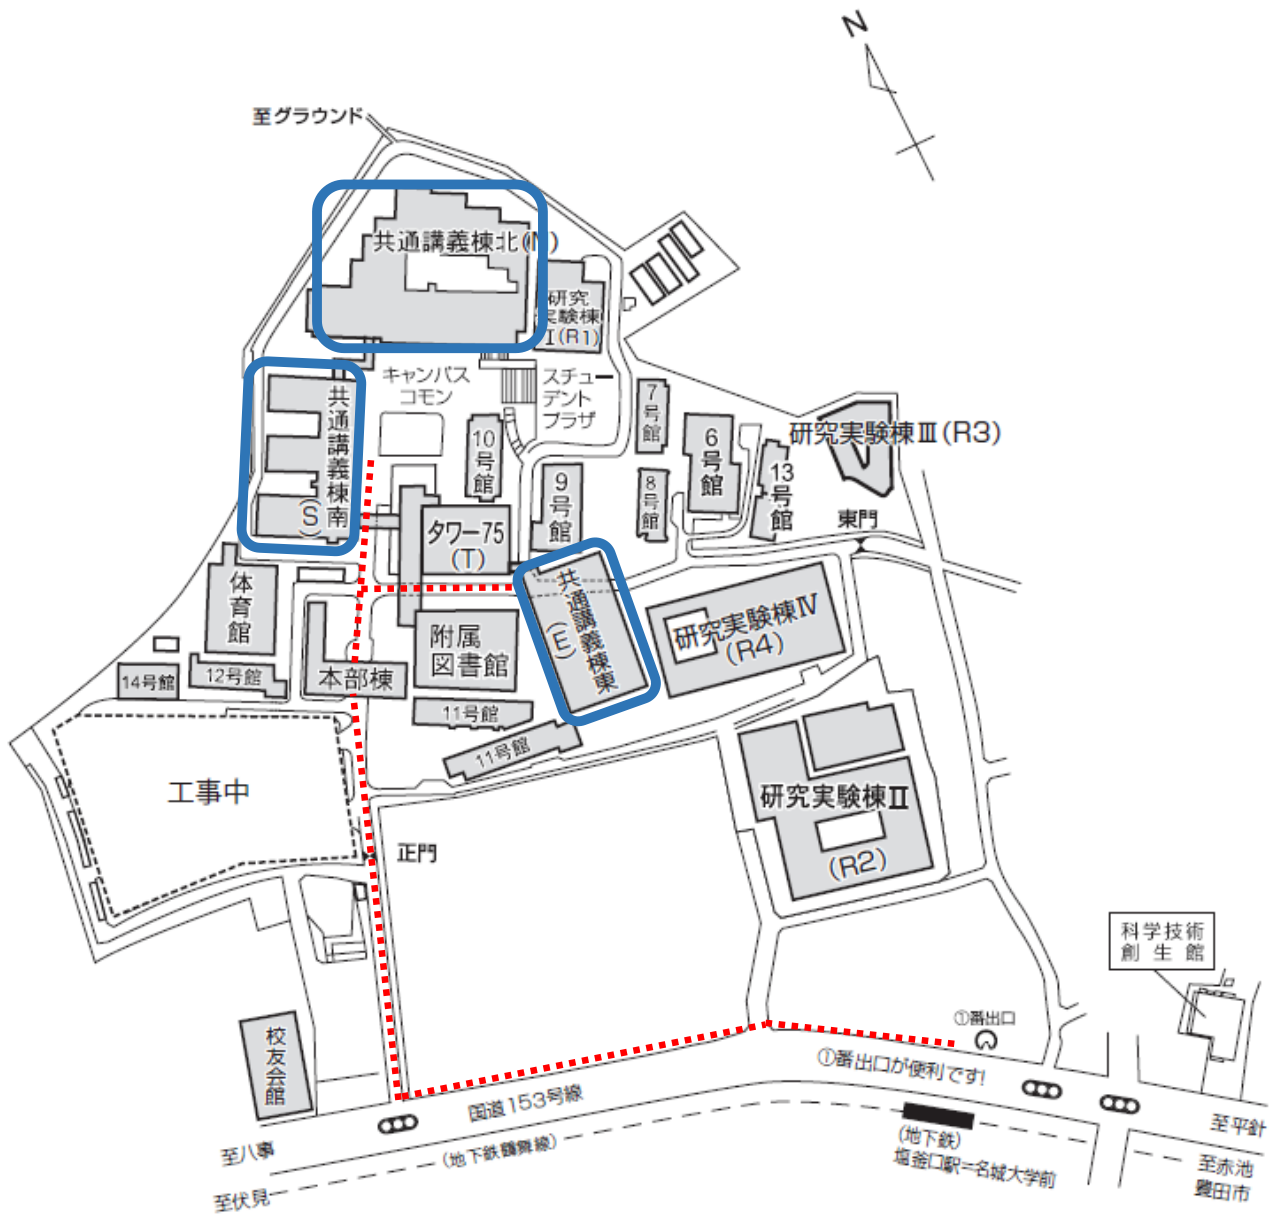 N
至グラウンド
共通講義棟北(N)
研究
実験棟
Ⅰ(R1)
キャンパス
コモン
スチュー
デント
プラザ
共通講義棟南
(S)
10号館
7号館
6号館
研究実験棟Ⅲ(R3)
13号館
9号館
8号館
東門
タワー75
(T)
体育館
共通講義棟東
(E)
研究実験棟Ⅳ
(R4)
附属
図書館
本部棟
14号館
12号館
11号館
11号館
工事中
研究実験棟Ⅱ
(R2)
正門
科学技術
創生館
①番出口
①番出口が便利です!
校友会館
国道153号線
至八事
(地下鉄鶴舞線)
至伏見
(地下鉄)
塩釜口駅=名城大学前
至平針
至赤池
豊田市